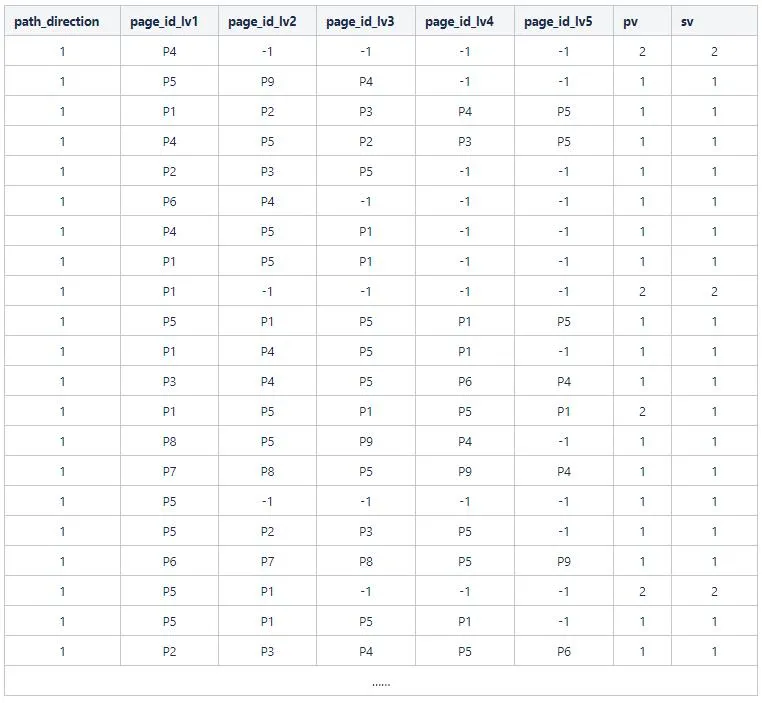 path_direction page_id_lv1 page_id_lv2 page_id_lv3 page_id_lv4 page_id_lv5 pv sv
1 P4 -1 -1 -1 -1 2 2
1 P5 P9 P4 -1 -1 1 1
1 P1 P2 P3 P4 P5 1 1
1 P4 P5 P2 P3 P5 1 1
1 P2 P3 P5 -1 -1 1 1
1 P6 P4 -1 -1 -1 1 1
1 P4 P5 P1 -1 -1 1 1
1 P1 P5 P1 -1 -1 1 1
1 P1 -1 -1 -1 -1 2 2
1 P5 P1 P5 P1 P5 1 1
1 P1 P4 P5 P1 -1 1 1
1 P3 P4 P5 P6 P4 1 1
1 P1 P5 P1 P5 P1 2 1
1 P8 P5 P9 P4 -1 1 1
1 P7 P8 P5 P9 P4 1 1
1 P5 -1 -1 -1 -1 1 1
1 P5 P2 P3 P5 -1 1 1
1 P6 P7 P8 P5 P9 1 1
1 P5 P1 -1 -1 -1 2 2
1 P5 P1 P5 P1 -1 1 1
1 P2 P3 P4 P5 P6 1 1
......